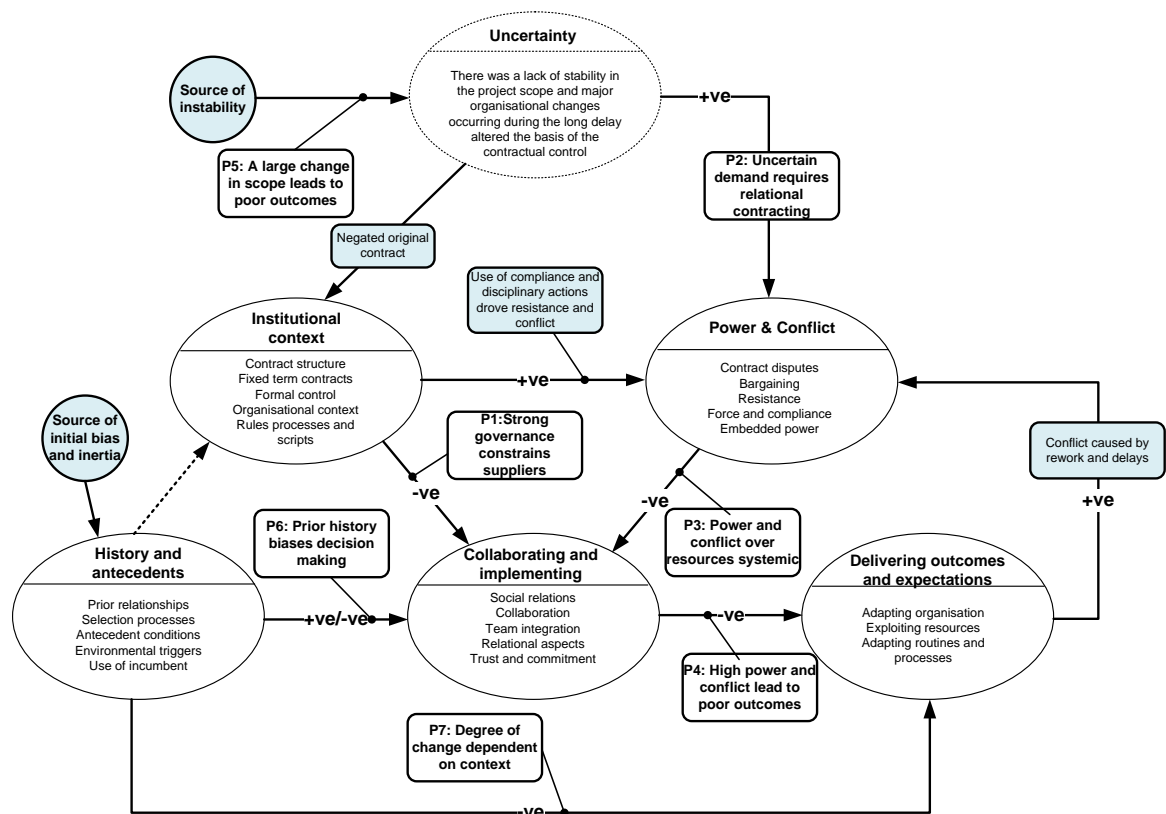 Uncertainty
There was a lack of stability in
the project scope and major
organisational changes
occurring during the long delay
altered the basis of the
contractual control
Source of
instability
+ve
P5: A large change
in scope leads to
poor outcomes
P2: Uncertain
demand requires
relational
contracting
Negated original
contract
Use of compliance and
disciplinary actions
drove resistance and
conflict
Institutional
context
Contract structure
Fixed term contracts
Formal control
Organisational context
Rules processes and
scripts
+ve
Power & Conflict
Contract disputes
Bargaining
Resistance
Force and compliance
Embedded power
Source of
initial bias
and inertia
P1:Strong
governance
constrains
suppliers
Conflict caused by
rework and delays
-ve
-ve
+ve
P6: Prior history
biases decision
making
P3: Power and
conflict over
resources systemic
History and
antecedents
Prior relationships
Selection processes
Antecedent conditions
Environmental triggers
Use of incumbent
+ve/-ve
Collaborating and
implementing
Social relations
Collaboration
Team integration
Relational aspects
Trust and commitment
-ve
Delivering outcomes
and expectations
Adapting organisation
Exploiting resources
Adapting routines and
processes
P4: High power and
conflict lead to
poor outcomes
P7: Degree of
change dependent
on context
-ve